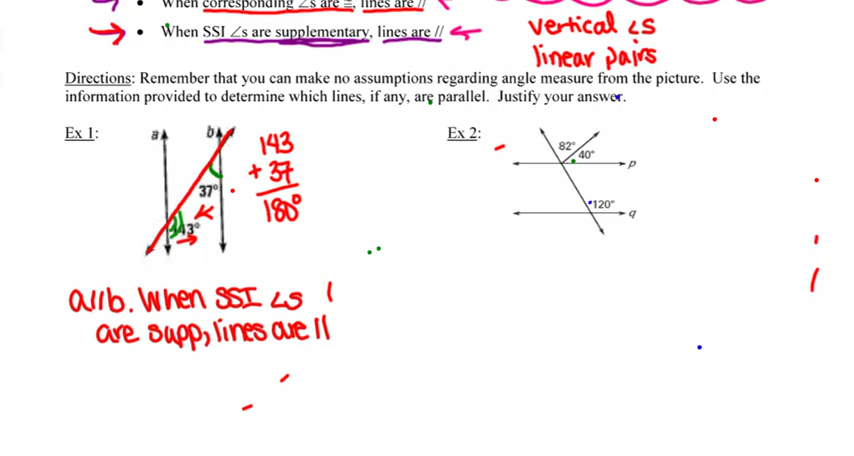 • When corresponding ∠s are ≅, lines are //
• When SSI ∠s are supplementary, lines are //
vertical ∠s
linear pairs
Directions: Remember that you can make no assumptions regarding angle measure from the picture. Use the
information provided to determine which lines, if any, are parallel. Justify your answer.
Ex 1:
a
b
37°
43°
143
+ 37
180°
a//b. When SSI ∠s
are supp, lines are //
Ex 2:
82°
40°
p
120°
q